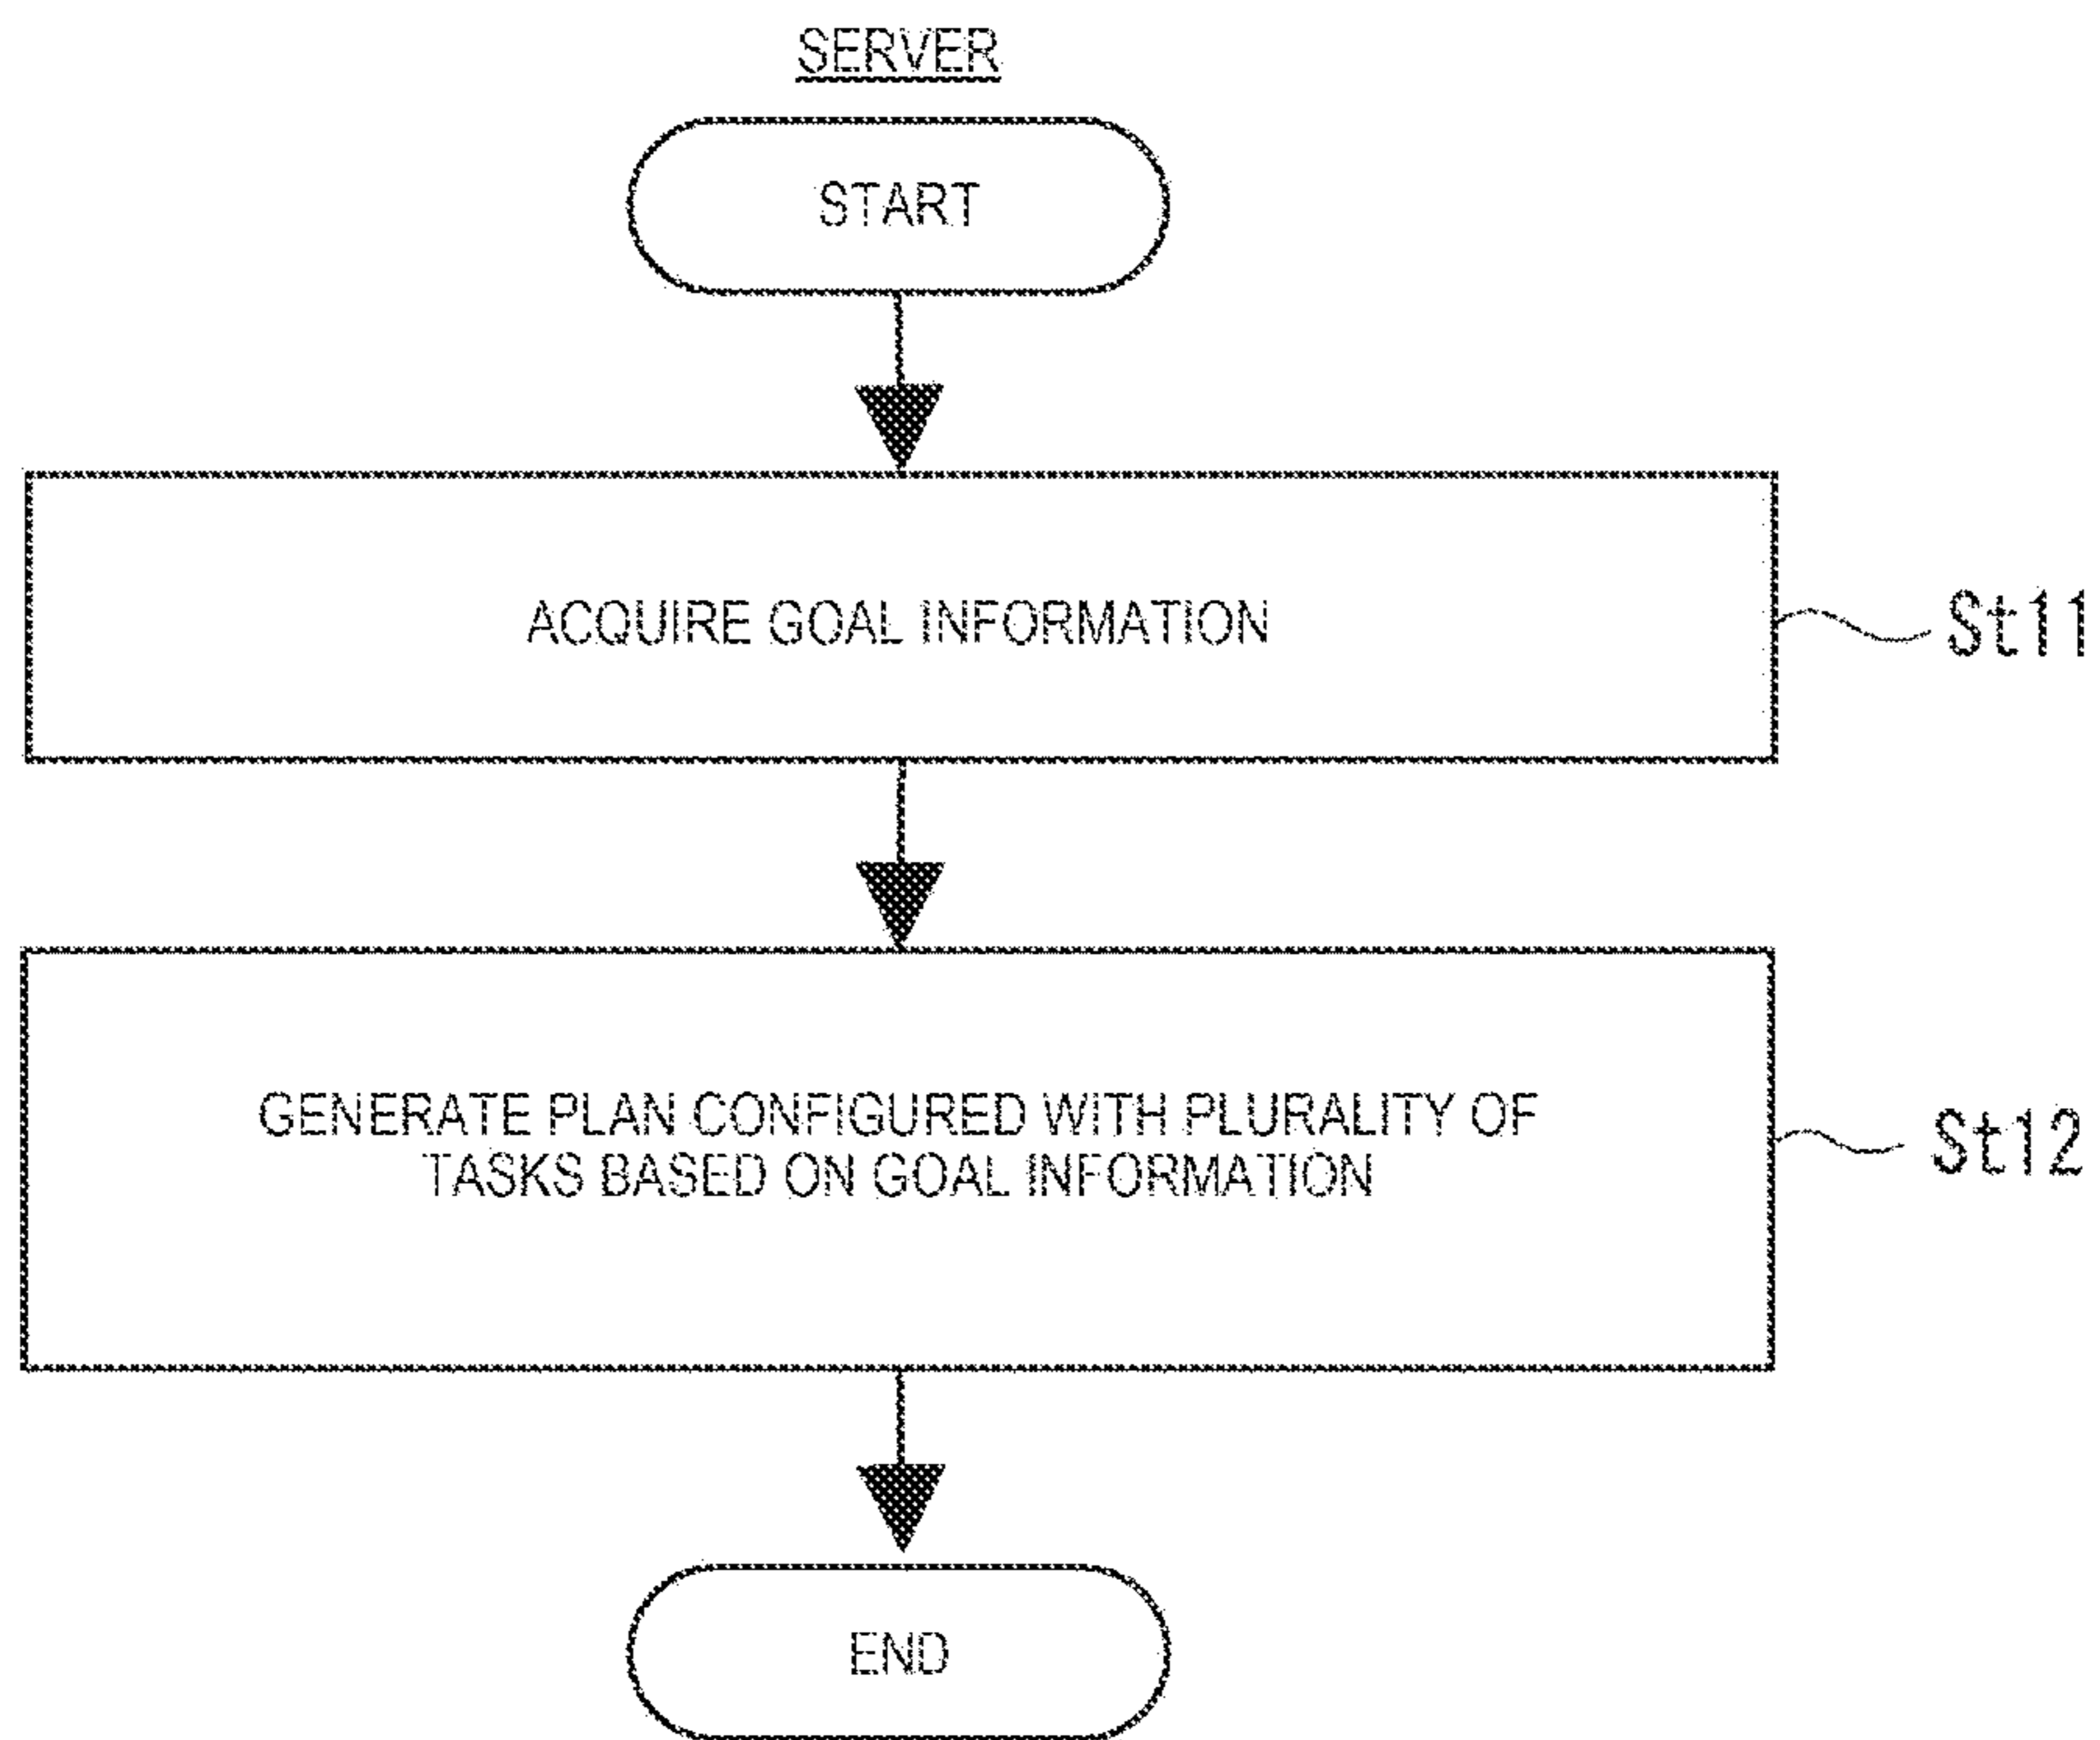 SERVER
START
ACQUIRE GOAL INFORMATION
St11
GENERATE PLAN CONFIGURED WITH PLURALITY OF
TASKS BASED ON GOAL INFORMATION
St12
END